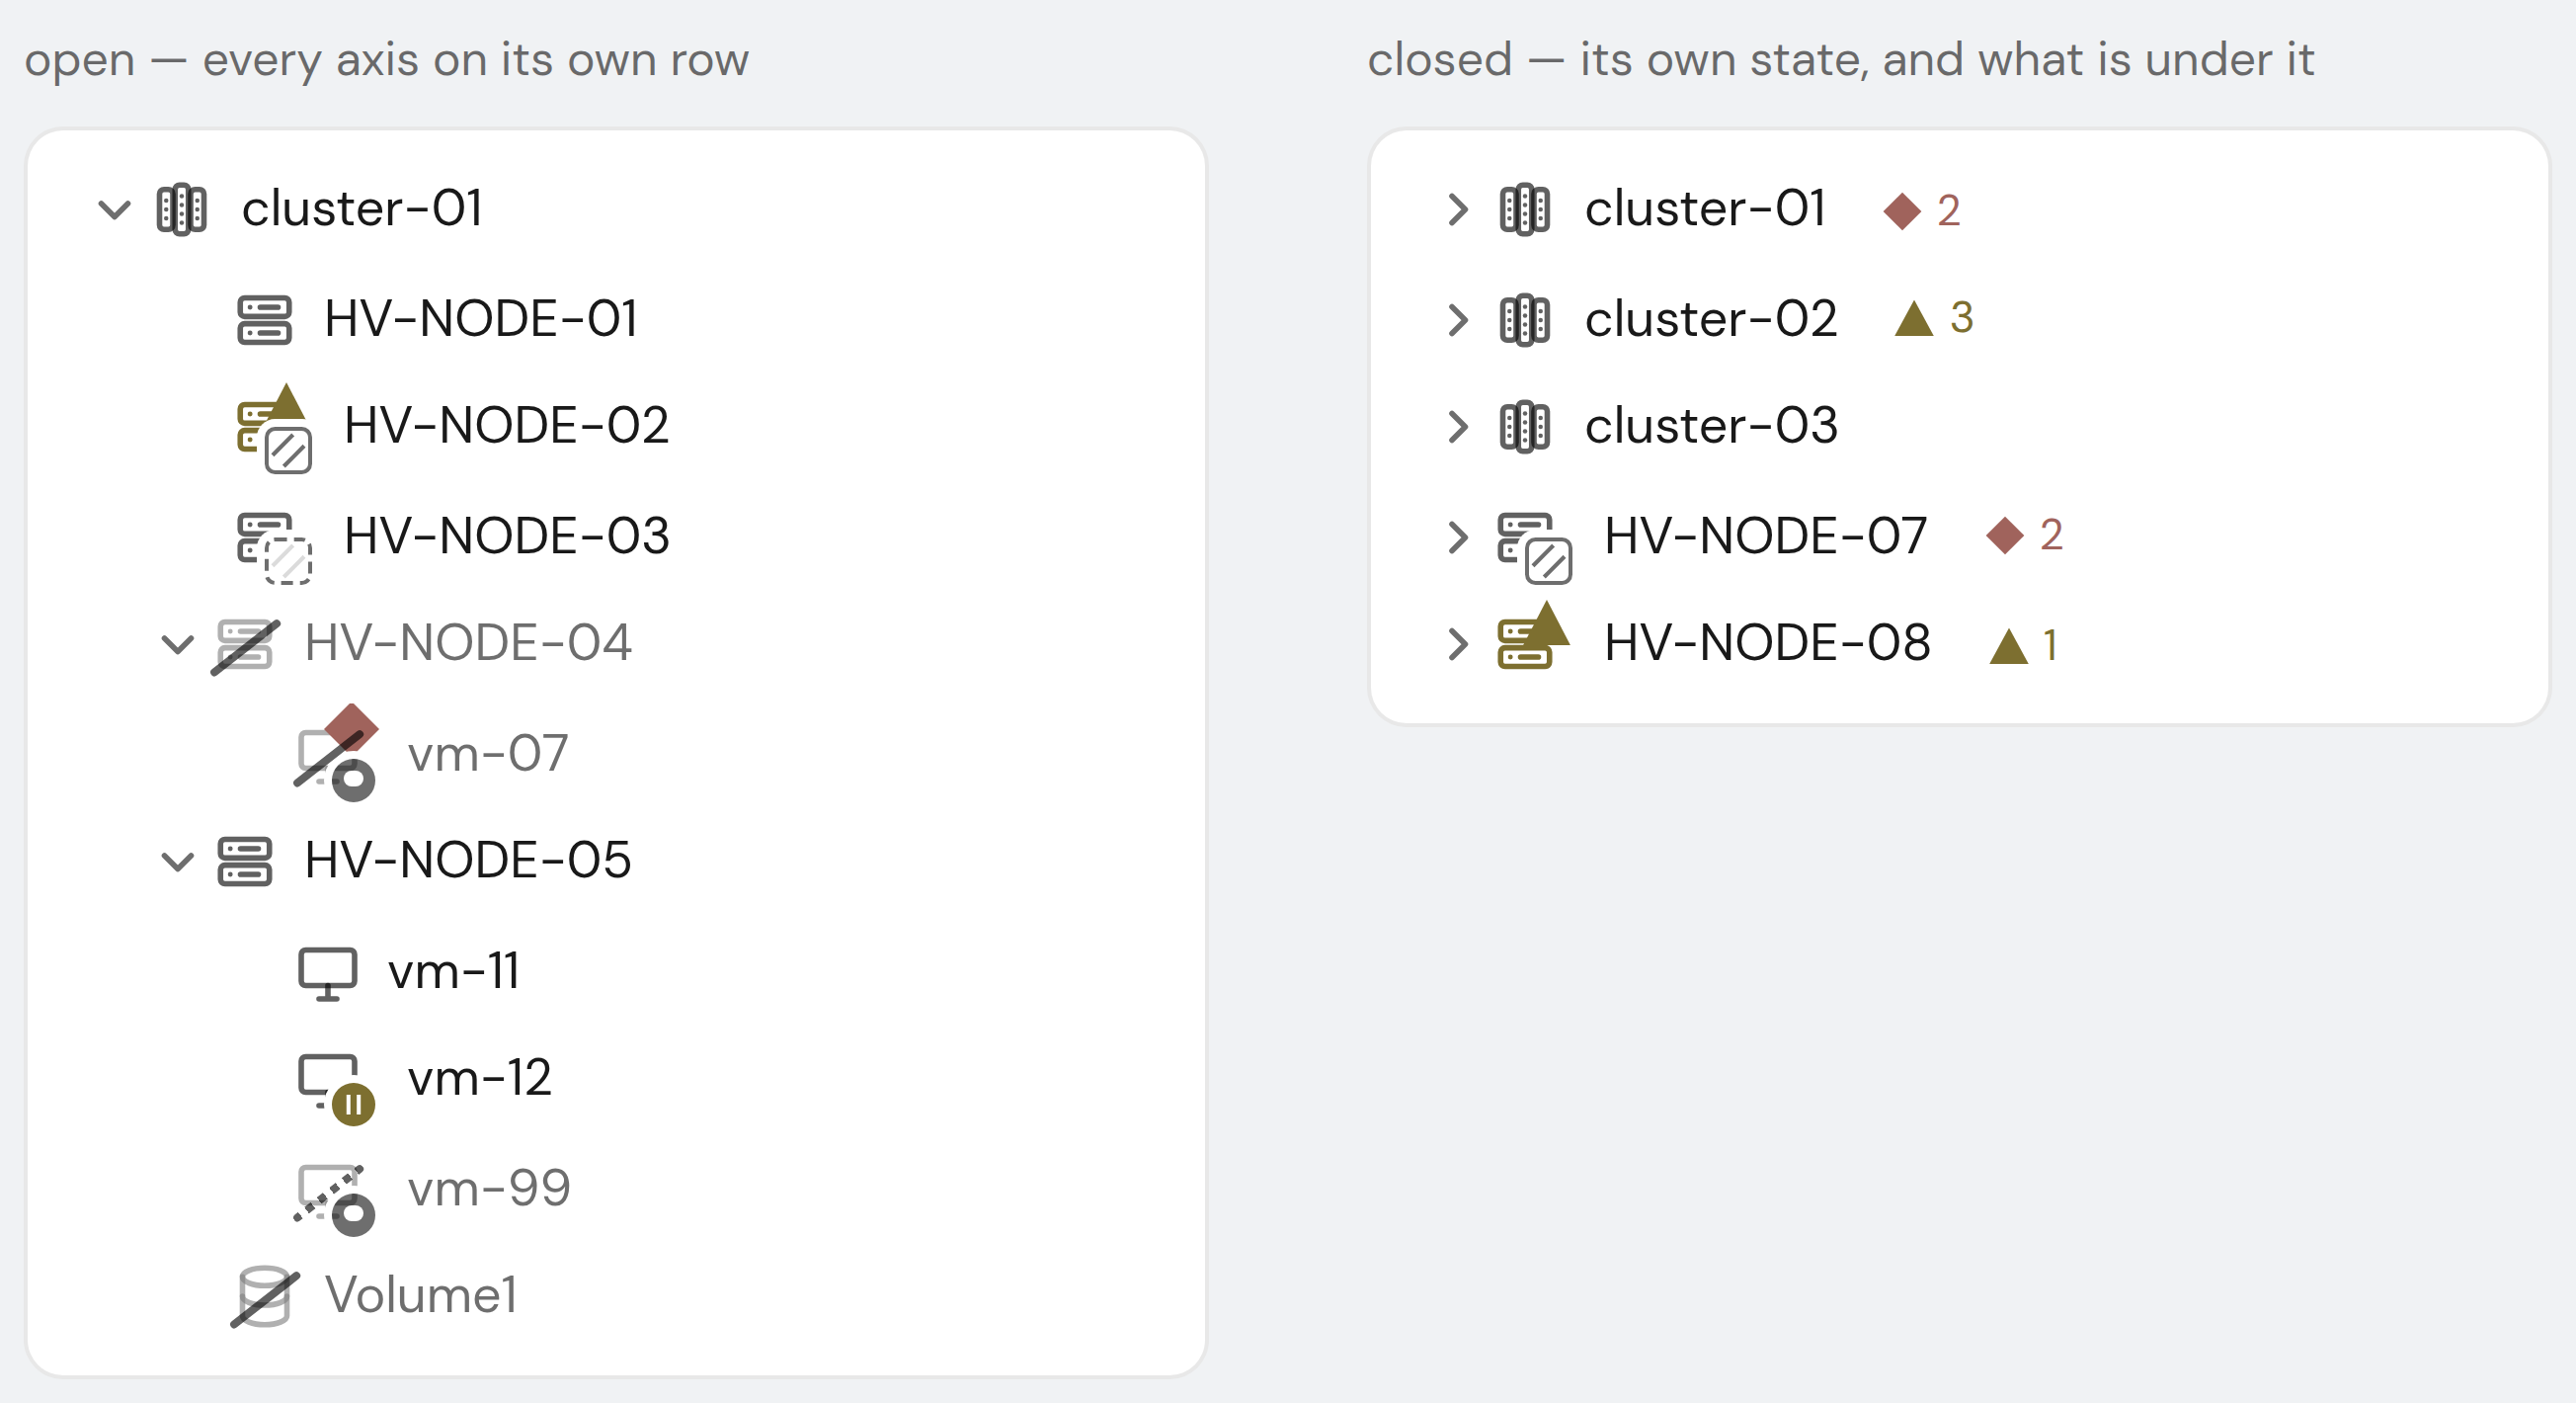 open — every axis on its own row
cluster-01
HV-NODE-01
HV-NODE-02
HV-NODE-03
HV-NODE-04
vm-07
HV-NODE-05
vm-11
vm-12
vm-99
Volume1
closed — its own state, and what is under it
cluster-01 2
cluster-02 3
cluster-03
HV-NODE-07 2
HV-NODE-08 1